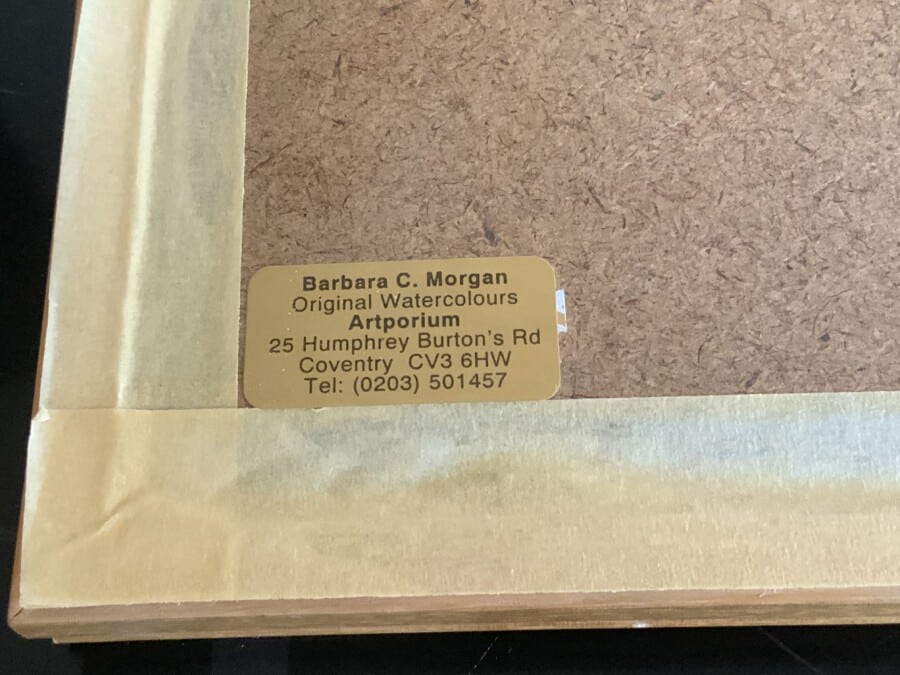 Barbara C. Morgan
Original Watercolours
Artporium
25 Humphrey Burton's Rd
Coventry CV3 6HW
Tel: (0203) 501457